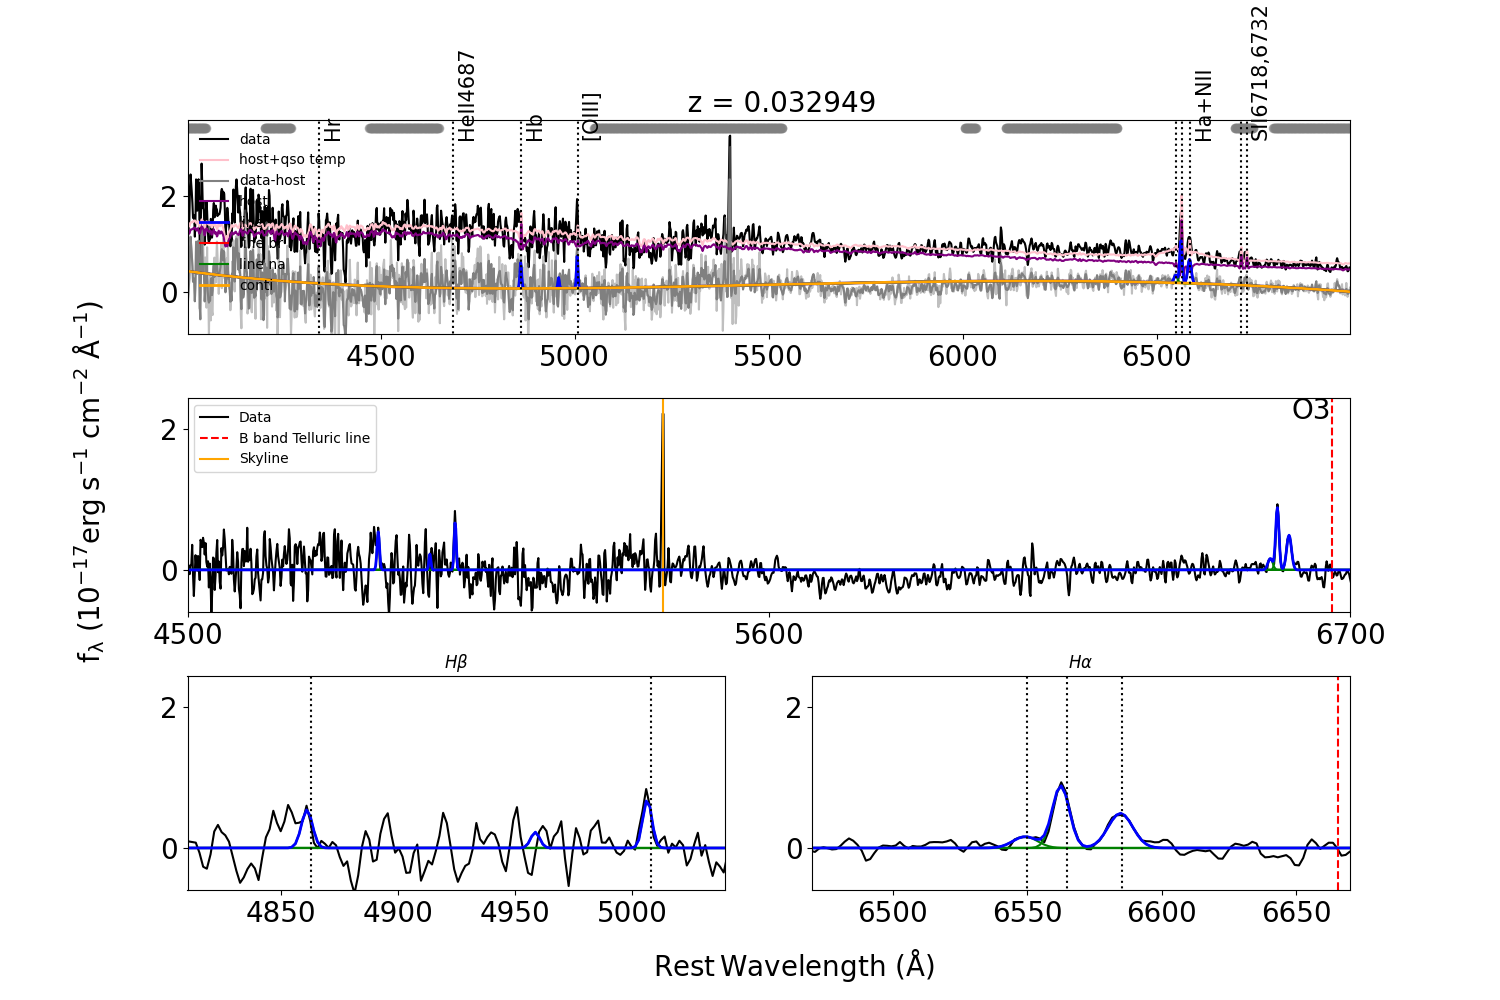 z = 0.032949
Hr
HeII4687
Hb
[OIII]
Ha+NII
SII6718,6732
data
host+qso temp
data-host
host
line br
line na
conti
2
0
4500 5000 5500 6000 6500
fλ (10⁻¹⁷erg s⁻¹ cm⁻² Å⁻¹)
Data
B band Telluric line
Skyline
O3
2
0
4500 5600 6700
Hβ
2
0
4850 4900 4950 5000
Hα
2
0
6500 6550 6600 6650
Rest Wavelength (Å)